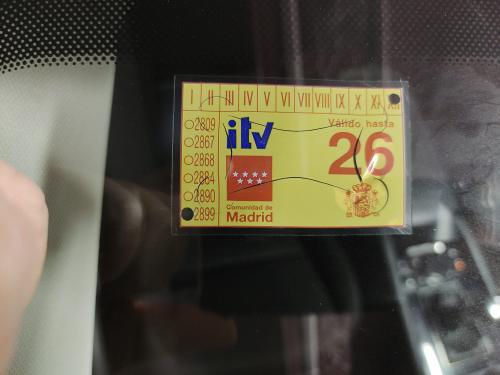 I II III IV V VI VII VIII IX X XI XII
2809
2867
2868
2884
2890
2899
itv
Válido hasta
26
Comunidad de
Madrid